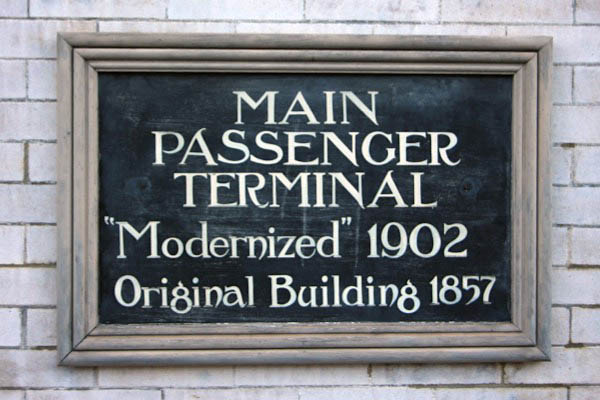 MAIN
PASSENGER
TERMINAL
"Modernized" 1902
Original Building 1857